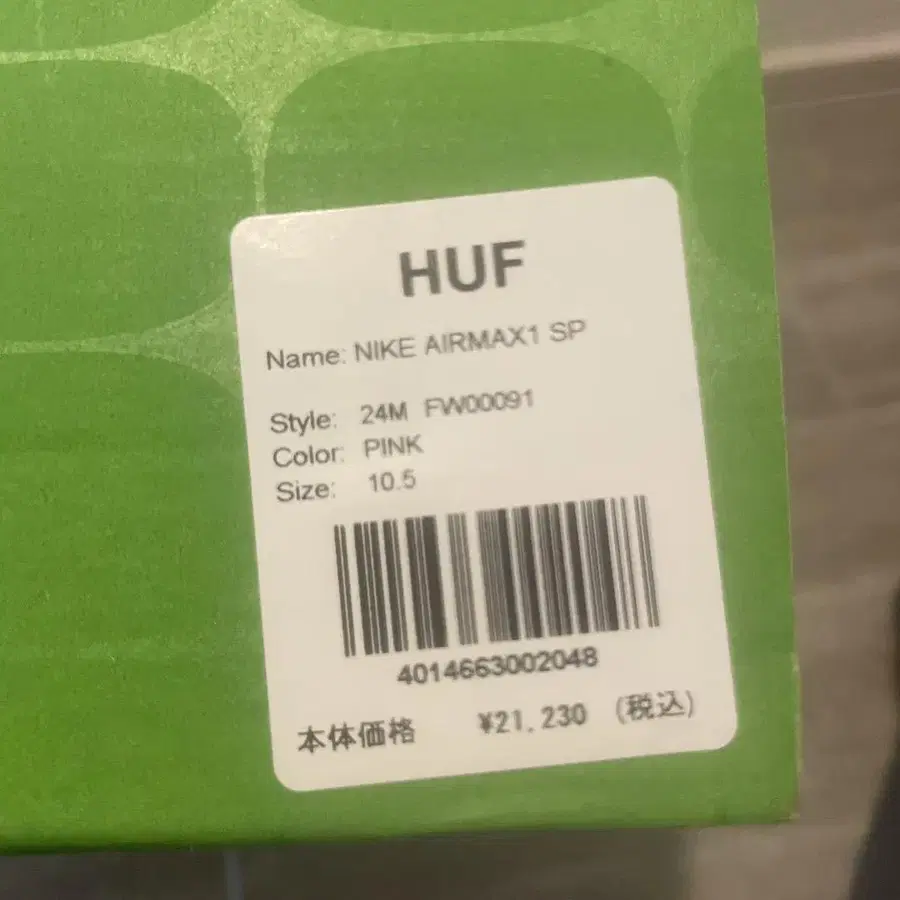 HUF
Name: NIKE AIRMAX1 SP
Style: 24M FW00091
Color: PINK
Size: 10.5
4014663002048
本体価格 ¥21,230 (税込)